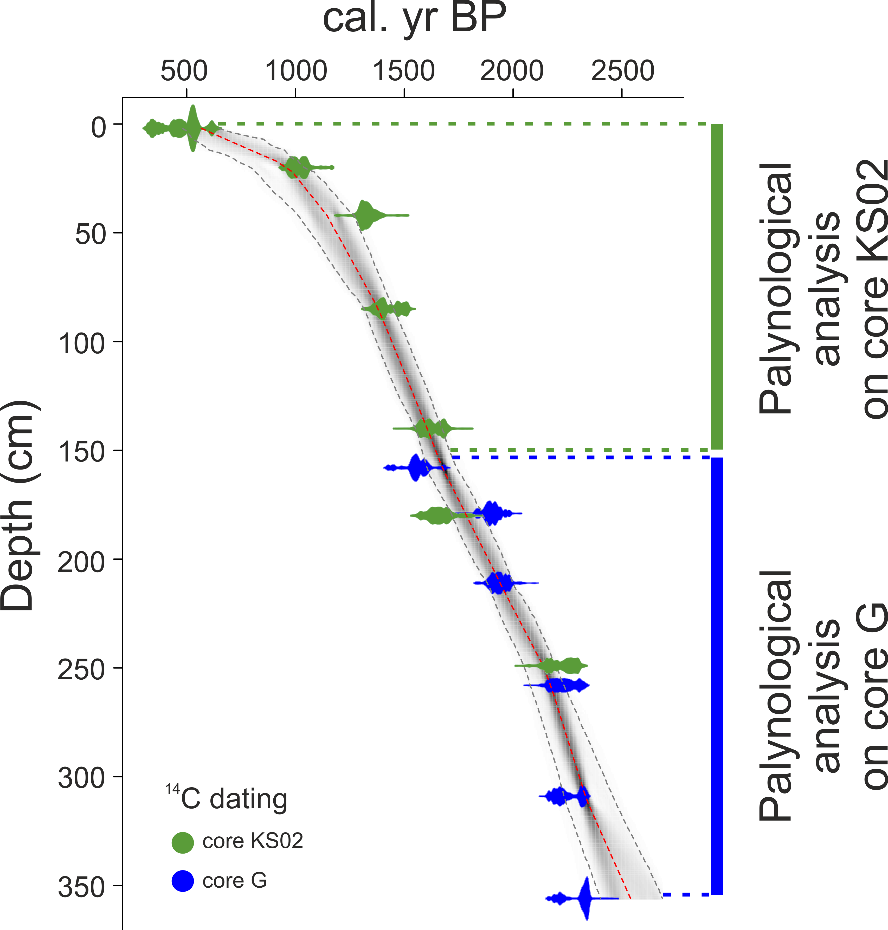 cal. yr BP
500 1000 1500 2000 2500
0
50
100
150
200
250
300
350
Depth (cm)
¹⁴C dating
core KS02
core G
Palynological
analysis
on core KS02
Palynological
analysis
on core G